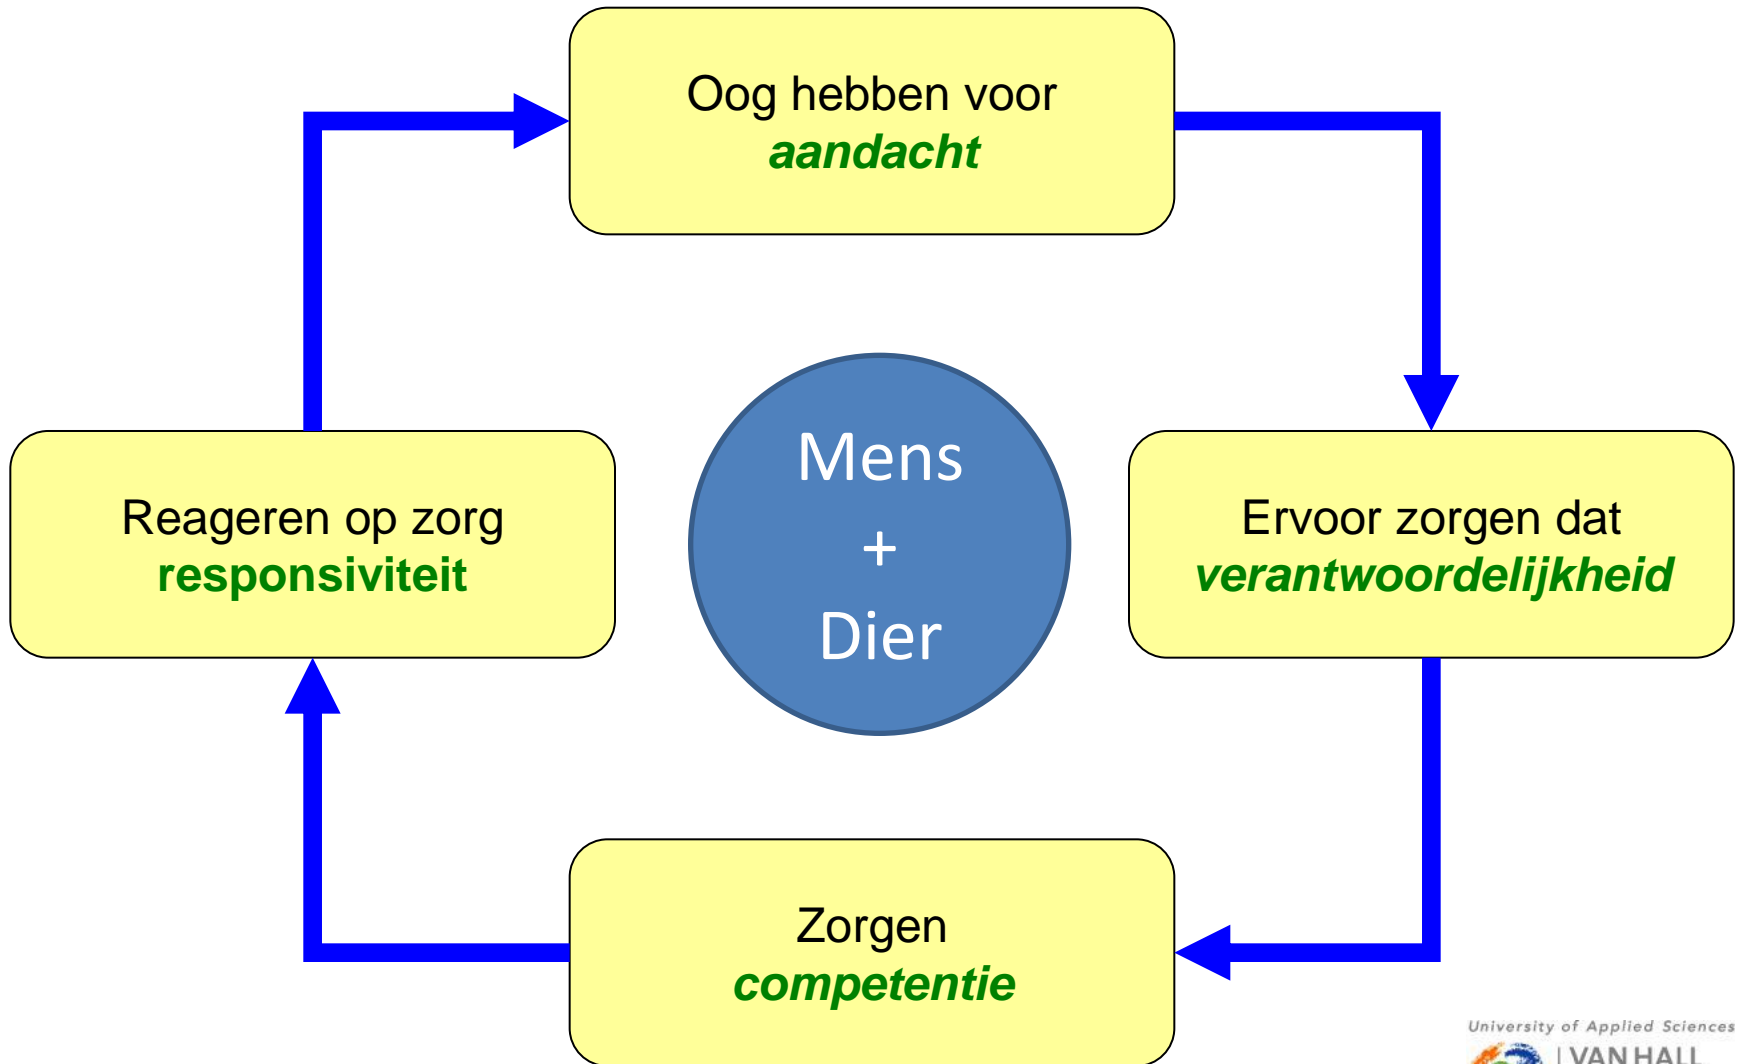 Oog hebben voor
aandacht
Mens
+
Dier
Reageren op zorg
responsiviteit
Ervoor zorgen dat
verantwoordelijkheid
Zorgen
competentie
University of Applied Sciences
VAN HALL